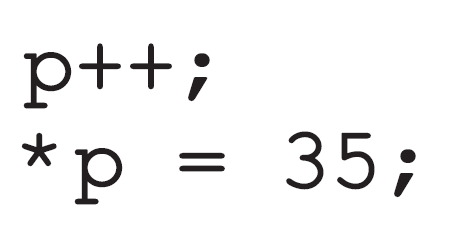 p++;
*p = 35;